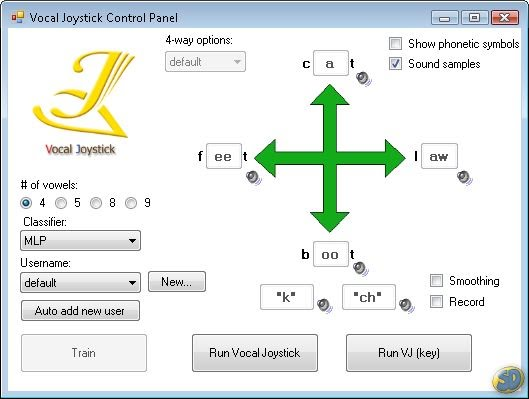 Vocal Joystick Control Panel
4-way options:
default
Show phonetic symbols
Sound samples
c a t
Vocal Joystick
f ee t
l aw
# of vowels:
4 5 8 9
Classifier:
MLP
b oo t
Username:
default
New...
"k" "ch"
Smoothing
Record
Auto add new user
Train
Run Vocal Joystick
Run VJ (key)
SD